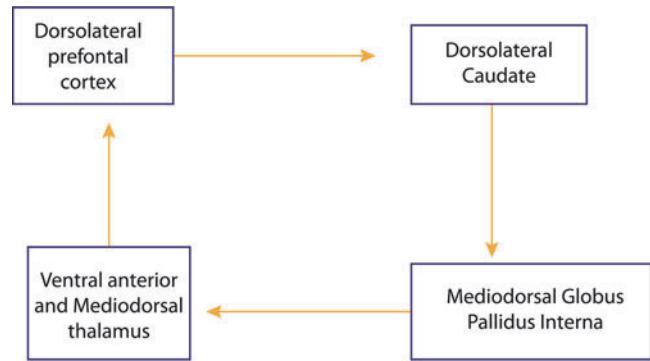 Dorsolateral
prefontal
cortex
Dorsolateral
Caudate
Ventral anterior
and Mediodorsal
thalamus
Mediodorsal Globus
Pallidus Interna